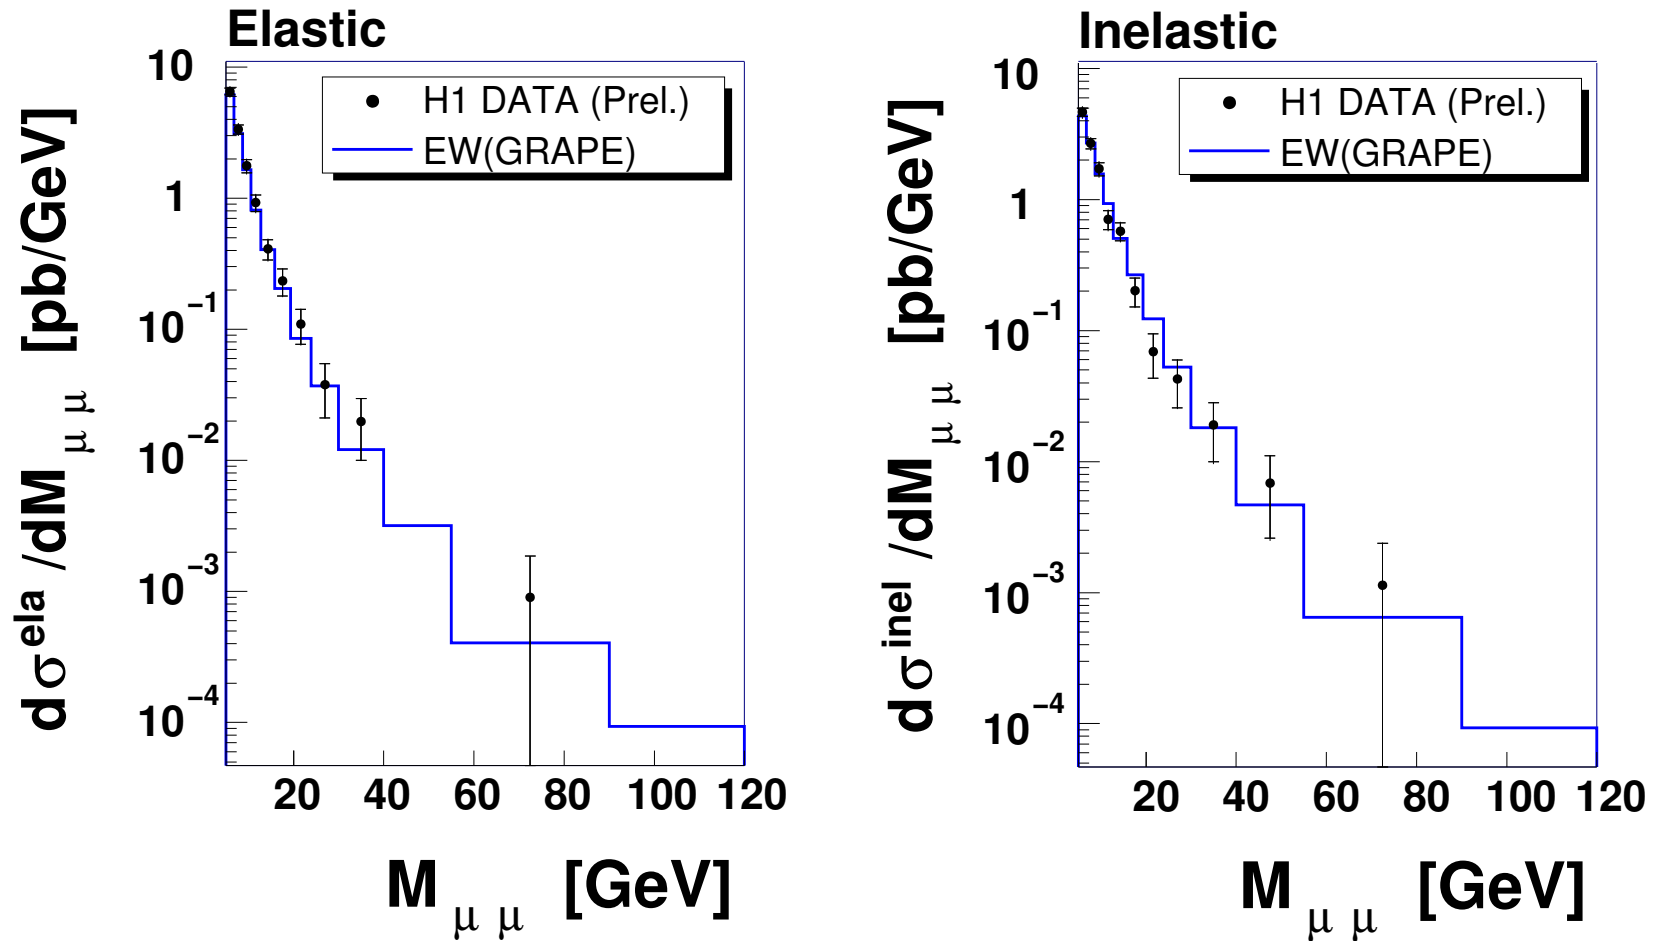 Elastic
H1 DATA (Prel.)
EW(GRAPE)
10
1
10⁻¹
10⁻²
10⁻³
10⁻⁴
dσ^ela /dM_μμ [pb/GeV]
20 40 60 80 100 120
M_μμ [GeV]
Inelastic
H1 DATA (Prel.)
EW(GRAPE)
10
1
10⁻¹
10⁻²
10⁻³
10⁻⁴
dσ^inel /dM_μμ [pb/GeV]
20 40 60 80 100 120
M_μμ [GeV]